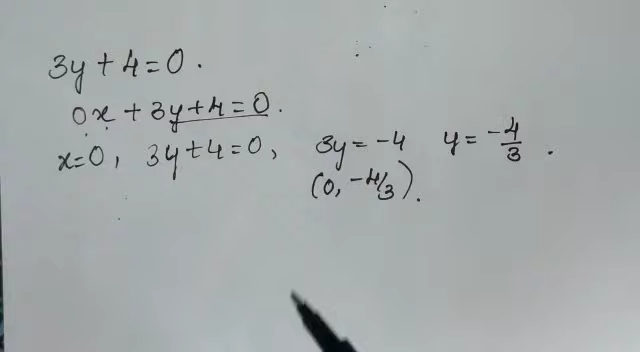 3y + 4 = 0.
0x + 3y + 4 = 0.
x = 0, 3y + 4 = 0, 3y = -4 y = -4/3.
(0, -4/3).